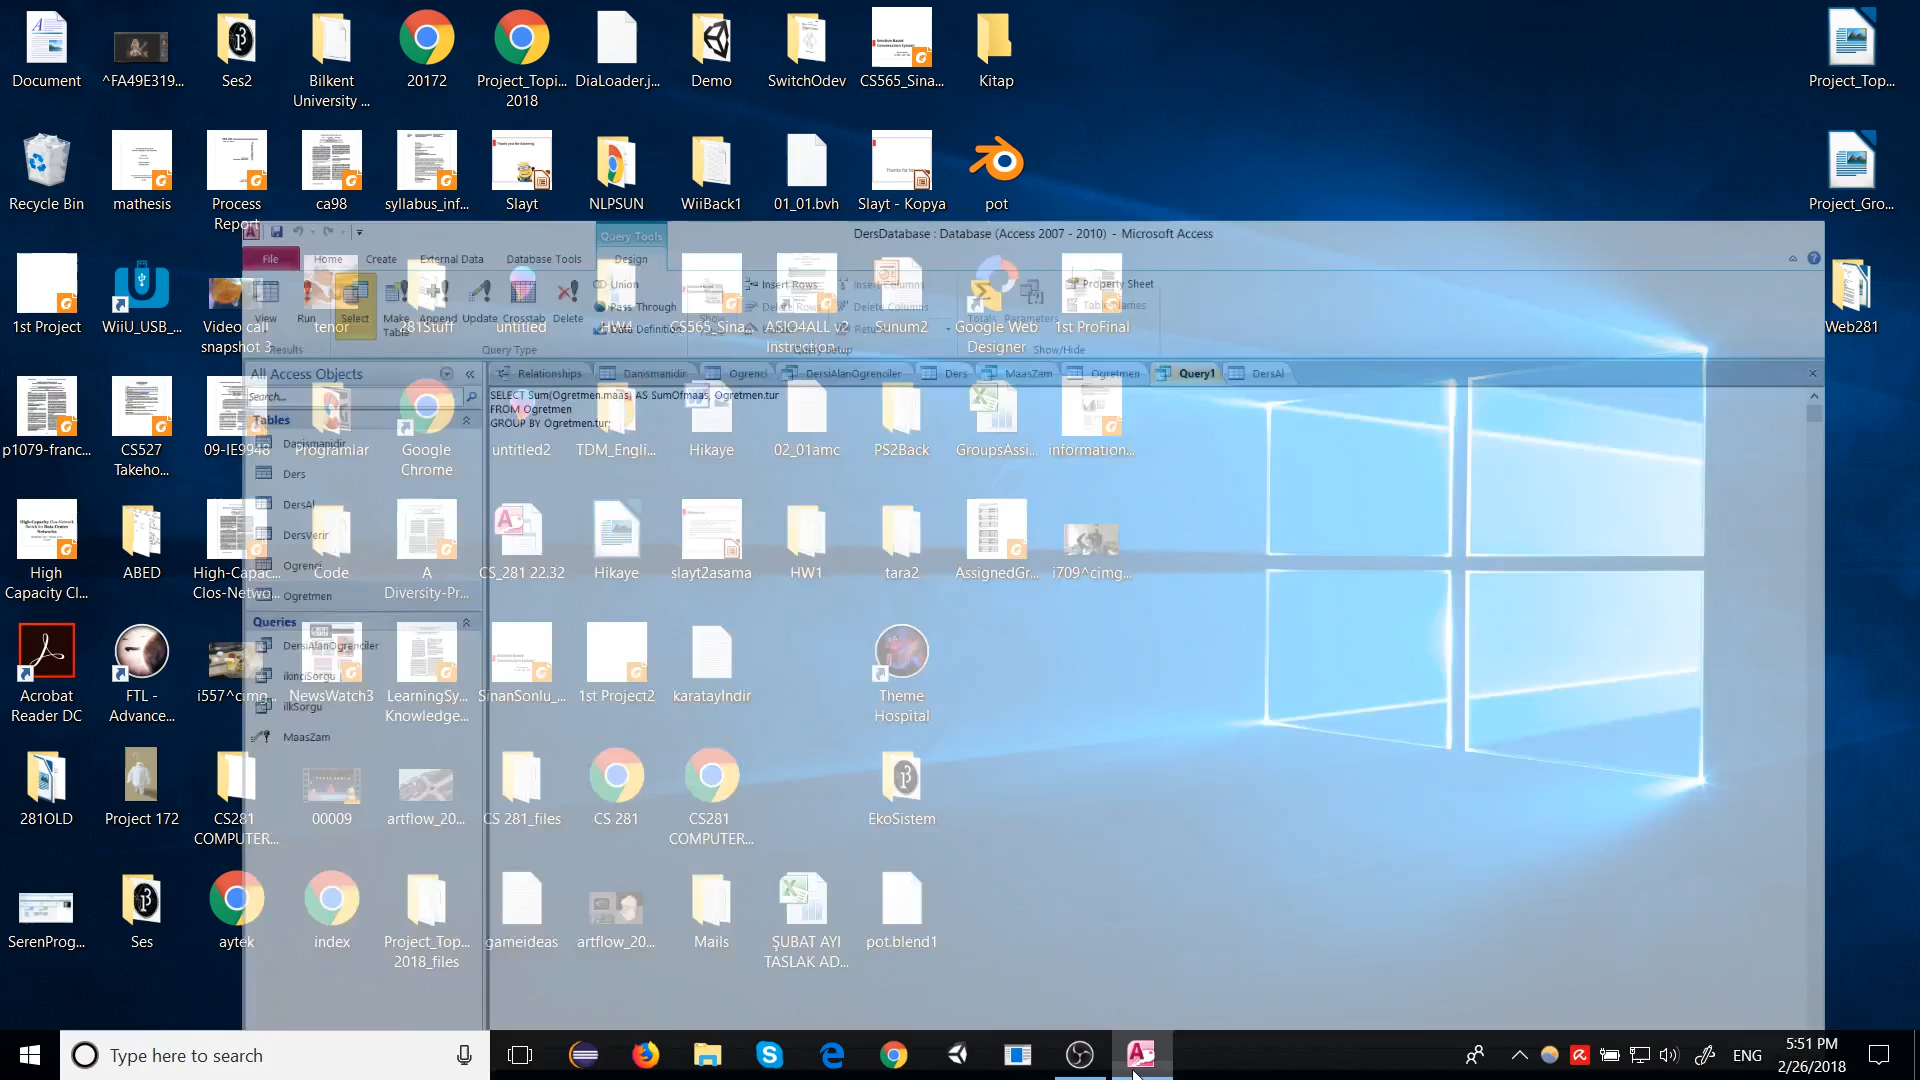 Document
^FA49E319...
Ses2
Bilkent
University ...
20172
Project_Topi...
2018
DiaLoader.j...
Demo
SwitchOdev
CS565_Sina...
Kitap
Project_Top...
Recycle Bin
mathesis
Process
Report
ca98
syllabus_inf...
Slayt
NLPSUN
WiiBack1
01_01.bvh
Slayt - Kopya
pot
Project_Gro...
Query Tools
DersDatabase : Database (Access 2007 - 2010) - Microsoft Access
File
Home
Create
External Data
Database Tools
Design
Union
Insert Rows
Insert Columns
Property Sheet
Pass-Through
Delete Rows
Delete Columns
Table Names
View
Run
Select
Make
Table
Append
Update
Crosstab
Delete
Data Definition
Show
Totals
Parameters
Results
Query Type
Query Setup
Show/Hide
1st Project
WiiU_USB_...
Video call
snapshot 3
tenor
281Stuff
untitled
HW4
CS565_Sina...
ASIO4ALL v2
Instruction...
Sunum2
Google Web
Designer
1st ProFinal
Web281
All Access Objects
Relationships
Danismanidir
Ogrenci
DersiAlanOgrenciler
Ders
MaasZam
Ogretmen
Query1
DersAl
Search...
SELECT Sum(Ogretmen.maas) AS SumOfmaas, Ogretmen.tur
FROM Ogretmen
GROUP BY Ogretmen.tur;
Tables
Danismanidir
Ders
DersAl
DersVerir
Ogrenci
Ogretmen
Queries
DersiAlanOgrenciler
ikinciSorgu
ilkSorgu
MaasZam
p1079-franc...
CS527
Takeho...
09-IE9948
Programlar
Google
Chrome
untitled2
TDM_Engli...
Hikaye
02_01amc
PS2Back
GroupsAssi...
information...
High
Capacity Cl...
ABED
High-Capac...
Clos-Netwo...
Code
A
Diversity-Pr...
CS_281 22.32
Hikaye
slayt2asama
HW1
tara2
AssignedGr...
i709^cimg...
Acrobat
Reader DC
FTL -
Advance...
i557^cimg...
NewsWatch3
LearningSy...
Knowledge...
SinanSonlu_...
1st Project2
karatayIndir
Theme
Hospital
281OLD
Project 172
CS281
COMPUTER...
00009
artflow_20...
CS 281_files
CS 281
CS281
COMPUTER...
EkoSistem
SerenProg...
Ses
aytek
index
Project_Top...
2018_files
gameideas
artflow_20...
Mails
ŞUBAT AYI
TASLAK AD...
pot.blend1
Type here to search
ENG
5:51 PM
2/26/2018